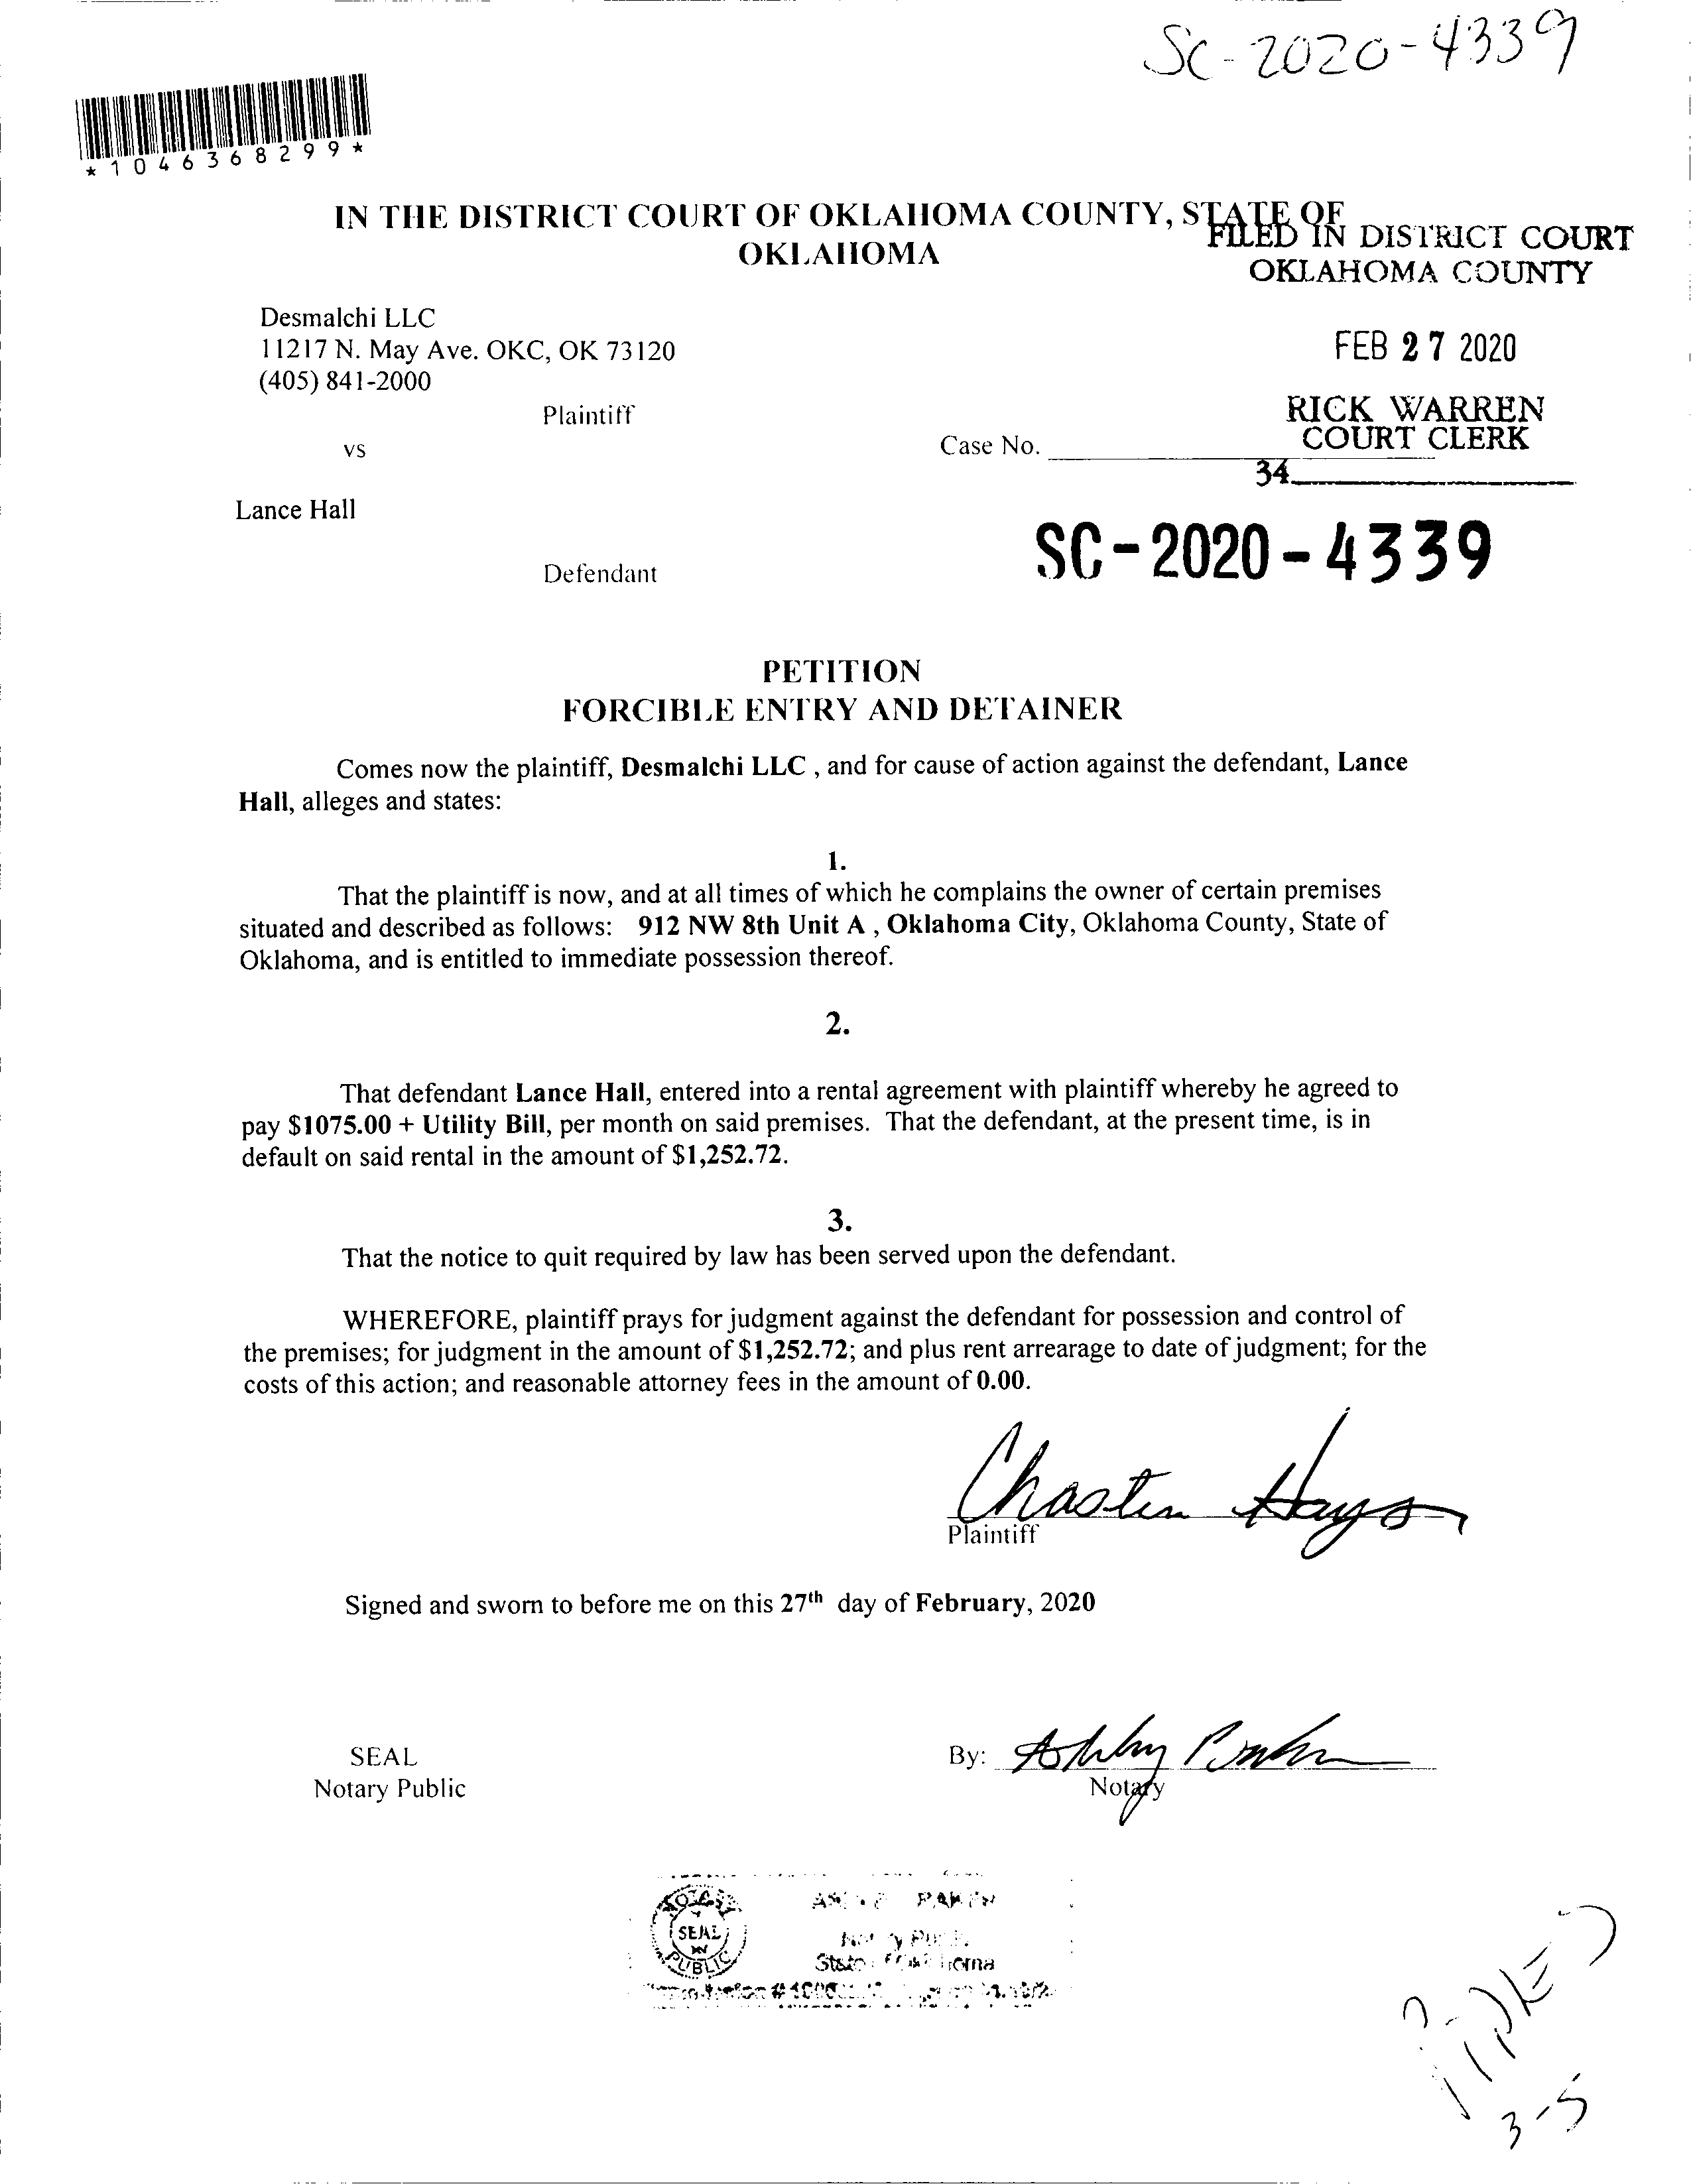 SC-2020-4339
*1046368299*
IN THE DISTRICT COURT OF OKLAHOMA COUNTY, STATE OF
OKLAHOMA
FILED IN DISTRICT COURT
OKLAHOMA COUNTY
Desmalchi LLC
11217 N. May Ave. OKC, OK 73120
(405) 841-2000
FEB 27 2020
Plaintiff
RICK WARREN
COURT CLERK
vs
Case No.
34
Lance Hall
SC-2020-4339
Defendant
PETITION
FORCIBLE ENTRY AND DETAINER
Comes now the plaintiff, Desmalchi LLC , and for cause of action against the defendant, Lance
Hall, alleges and states:
1.
That the plaintiff is now, and at all times of which he complains the owner of certain premises
situated and described as follows: 912 NW 8th Unit A , Oklahoma City, Oklahoma County, State of
Oklahoma, and is entitled to immediate possession thereof.
2.
That defendant Lance Hall, entered into a rental agreement with plaintiff whereby he agreed to
pay $1075.00 + Utility Bill, per month on said premises. That the defendant, at the present time, is in
default on said rental in the amount of $1,252.72.
3.
That the notice to quit required by law has been served upon the defendant.
WHEREFORE, plaintiff prays for judgment against the defendant for possession and control of
the premises; for judgment in the amount of $1,252.72; and plus rent arrearage to date of judgment; for the
costs of this action; and reasonable attorney fees in the amount of 0.00.
Chasten Hays
Plaintiff
Signed and sworn to before me on this 27th day of February, 2020
SEAL
Notary Public
By: Ashley
Notary
NOTARY
SEAL
PUBLIC
Notary Public
State of Oklahoma
3-5